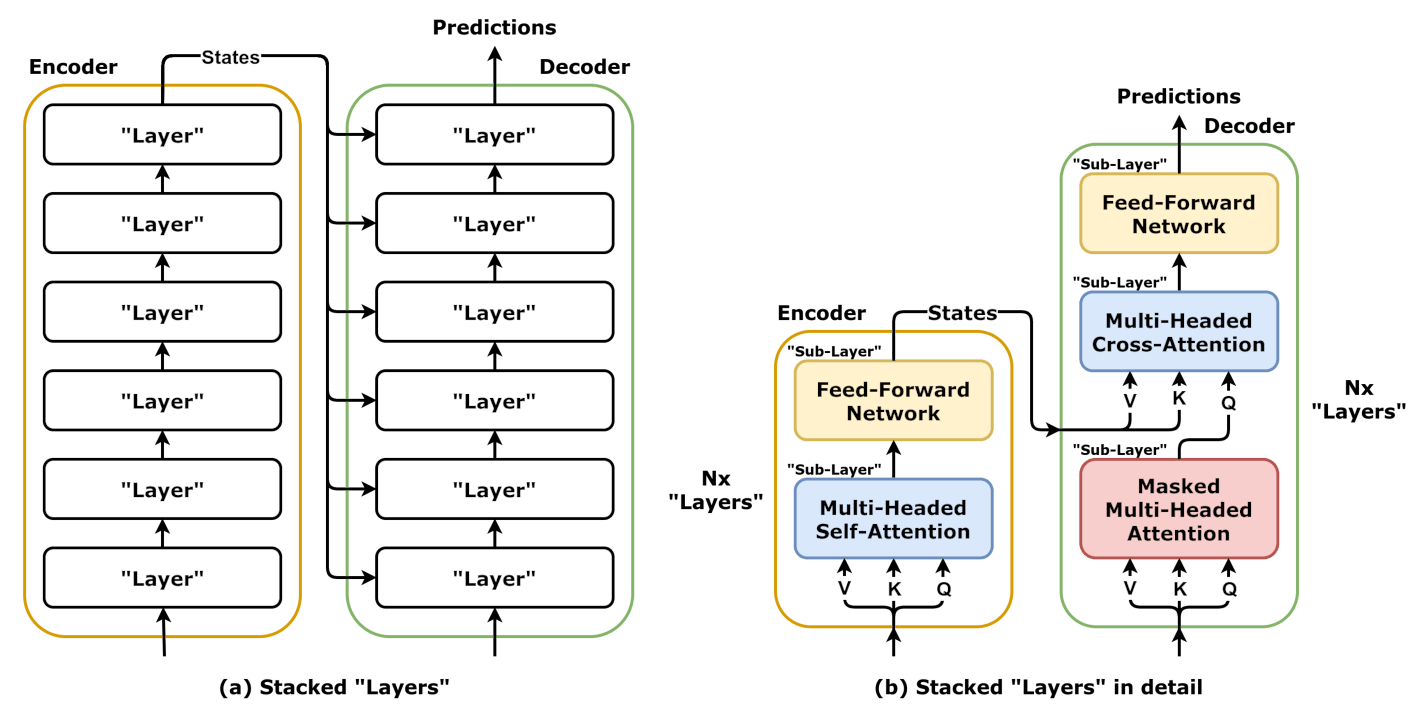 Predictions
Encoder
States
Decoder
"Layer"
"Layer"
"Layer"
"Layer"
"Layer"
"Layer"
"Layer"
"Layer"
"Layer"
"Layer"
"Layer"
"Layer"
(a) Stacked "Layers"
Predictions
Decoder
"Sub-Layer"
Feed-Forward
Network
"Sub-Layer"
Multi-Headed
Cross-Attention
V
K
Q
"Sub-Layer"
Masked
Multi-Headed
Attention
V
K
Q
Nx
"Layers"
Encoder
States
"Sub-Layer"
Feed-Forward
Network
"Sub-Layer"
Multi-Headed
Self-Attention
V
K
Q
Nx
"Layers"
(b) Stacked "Layers" in detail